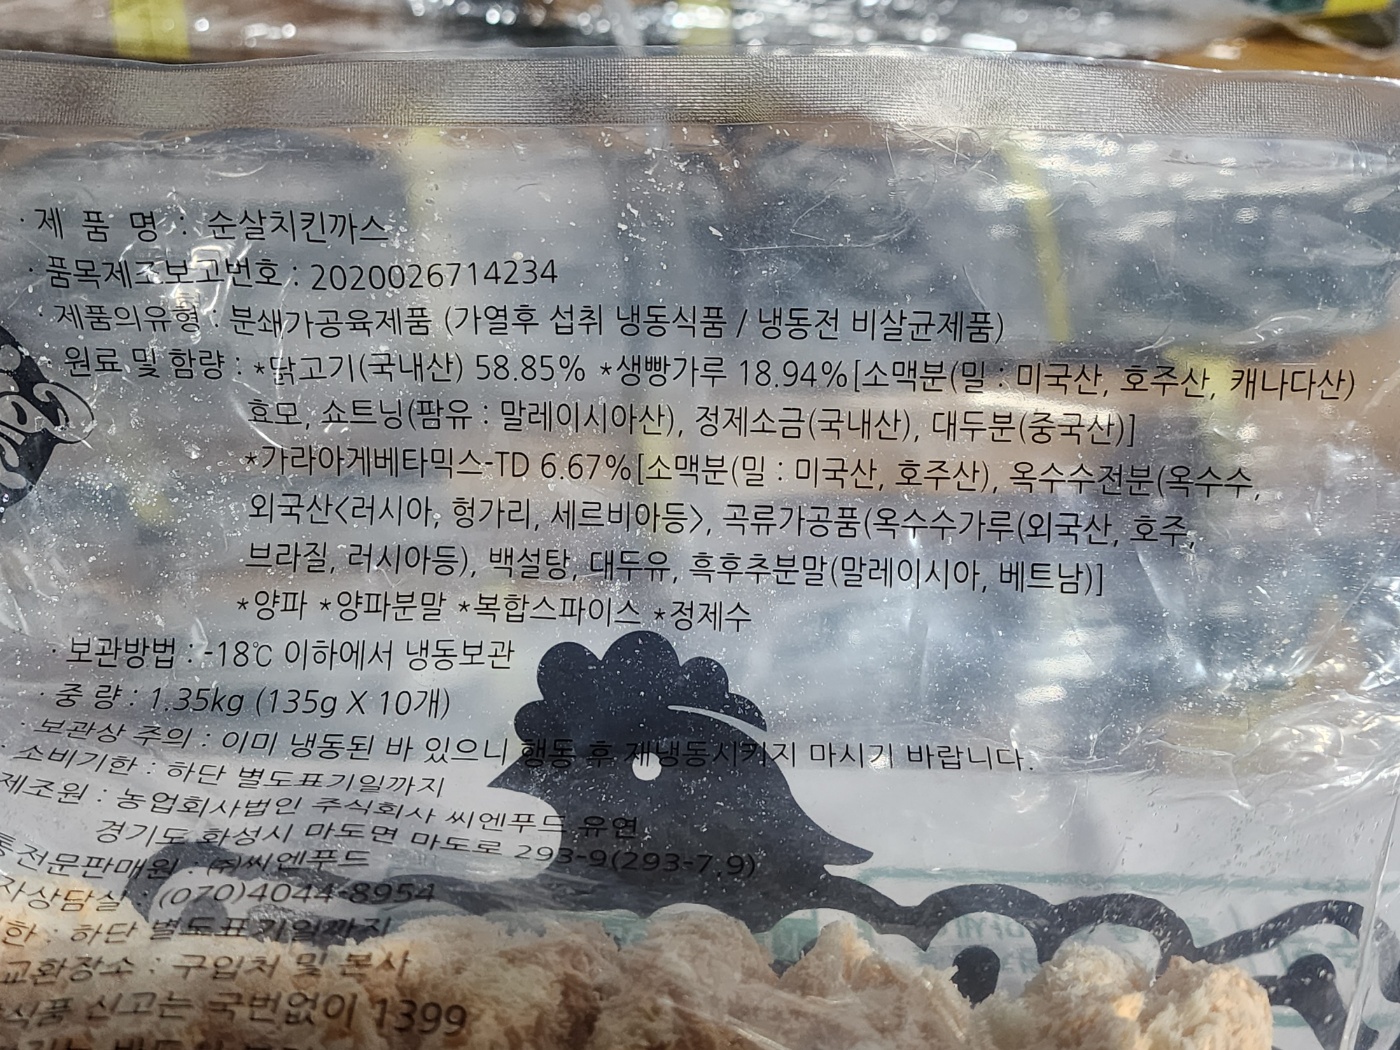 · 제 품 명 : 순살치킨까스
· 품목제조보고번호 : 2020026714234
· 제품의유형 : 분쇄가공육제품 (가열후 섭취 냉동식품 / 냉동전 비살균제품)
원료 및 함량 : *닭고기(국내산) 58.85% *생빵가루 18.94%[소맥분(밀 : 미국산, 호주산, 캐나다산)
효모, 쇼트닝(팜유 : 말레이시아산), 정제소금(국내산), 대두분(중국산)]
*가라아게베타믹스-TD 6.67%[소맥분(밀 : 미국산, 호주산), 옥수수전분(옥수수,
외국산<러시아, 헝가리, 세르비아등>, 곡류가공품(옥수수가루(외국산, 호주,
브라질, 러시아등), 백설탕, 대두유, 흑후추분말(말레이시아, 베트남)]
*양파 *양파분말 *복합스파이스 *정제수
· 보관방법 : -18℃ 이하에서 냉동보관
· 중 량 : 1.35kg (135g X 10개)
· 보관상 주의 : 이미 냉동된 바 있으니 해동 후 재냉동시키지 마시기 바랍니다.
· 소비기한 : 하단 별도표기일까지
제조원 : 농업회사법인 주식회사 씨엔푸드 유연
경기도 화성시 마도면 마도로 293-9(293-7,9)
통전문판매원 : ㈜씨엔푸드
자상담실 : (070)4044-8954
한 : 하단 별도표기일까지
교환장소 : 구입처 및 본사
식품 신고는 국번없이 1399